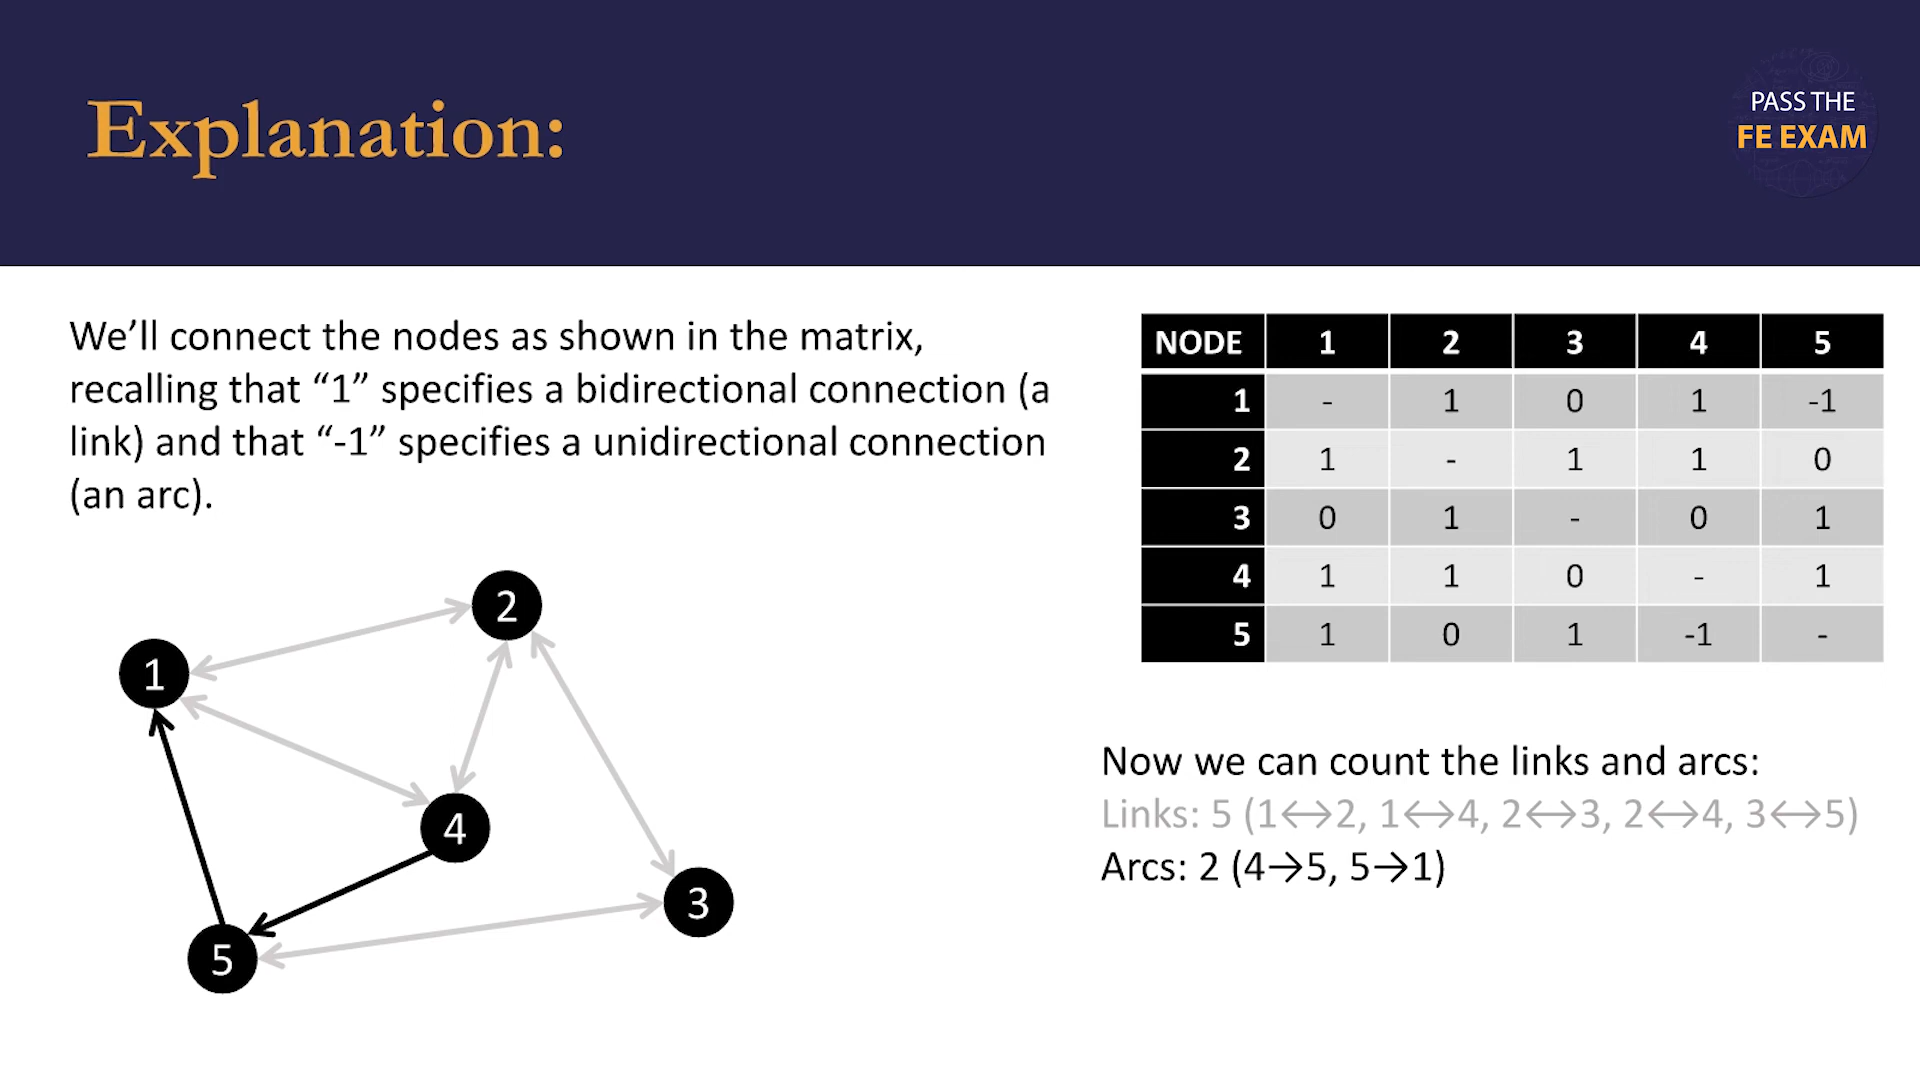 Explanation:
PASS THE
FE EXAM
We’ll connect the nodes as shown in the matrix,
recalling that “1” specifies a bidirectional connection (a
link) and that “-1” specifies a unidirectional connection
(an arc).
NODE 1 2 3 4 5
1 - 1 0 1 -1
2 1 - 1 1 0
3 0 1 - 0 1
4 1 1 0 - 1
5 1 0 1 -1 -
2
1
4
3
5
Now we can count the links and arcs:
Links: 5 (1↔2, 1↔4, 2↔3, 2↔4, 3↔5)
Arcs: 2 (4→5, 5→1)